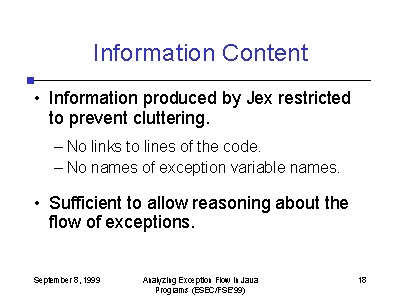 Information Content
• Information produced by Jex restricted
to prevent cluttering.
– No links to lines of the code.
– No names of exception variable names.
• Sufficient to allow reasoning about the
flow of exceptions.
September 8, 1999
Analyzing Exception Flow in Java
Programs (ESEC/FSE'99)
18